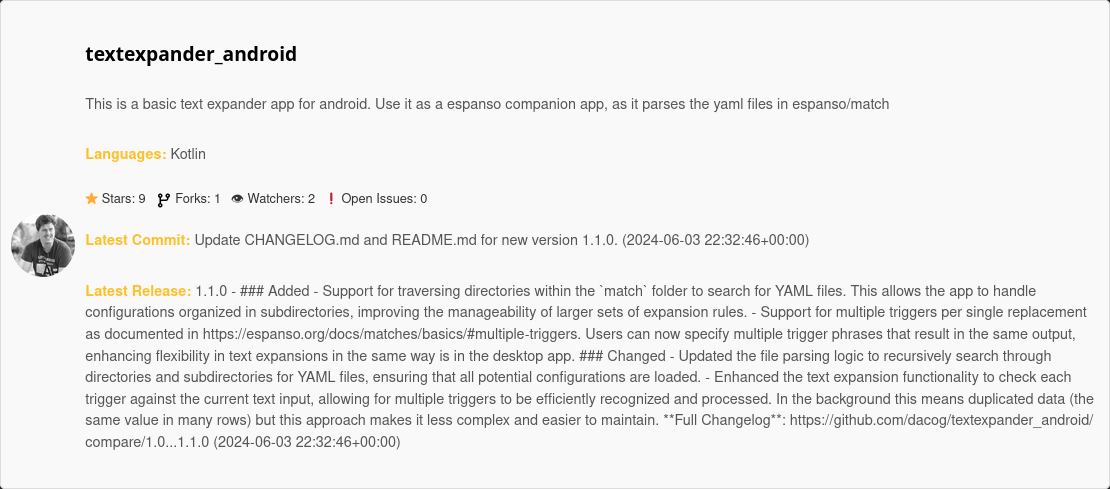 textexpander_android
This is a basic text expander app for android. Use it as a espanso companion app, as it parses the yaml files in espanso/match
Languages: Kotlin
Stars: 9 Forks: 1 Watchers: 2 Open Issues: 0
Latest Commit: Update CHANGELOG.md and README.md for new version 1.1.0. (2024-06-03 22:32:46+00:00)
Latest Release: 1.1.0 - ### Added - Support for traversing directories within the `match` folder to search for YAML files. This allows the app to handle
configurations organized in subdirectories, improving the manageability of larger sets of expansion rules. - Support for multiple triggers per single replacement
as documented in https://espanso.org/docs/matches/basics/#multiple-triggers. Users can now specify multiple trigger phrases that result in the same output,
enhancing flexibility in text expansions in the same way is in the desktop app. ### Changed - Updated the file parsing logic to recursively search through
directories and subdirectories for YAML files, ensuring that all potential configurations are loaded. - Enhanced the text expansion functionality to check each
trigger against the current text input, allowing for multiple triggers to be efficiently recognized and processed. In the background this means duplicated data (the
same value in many rows) but this approach makes it less complex and easier to maintain. **Full Changelog**: https://github.com/dacog/textexpander_android/
compare/1.0...1.1.0 (2024-06-03 22:32:46+00:00)